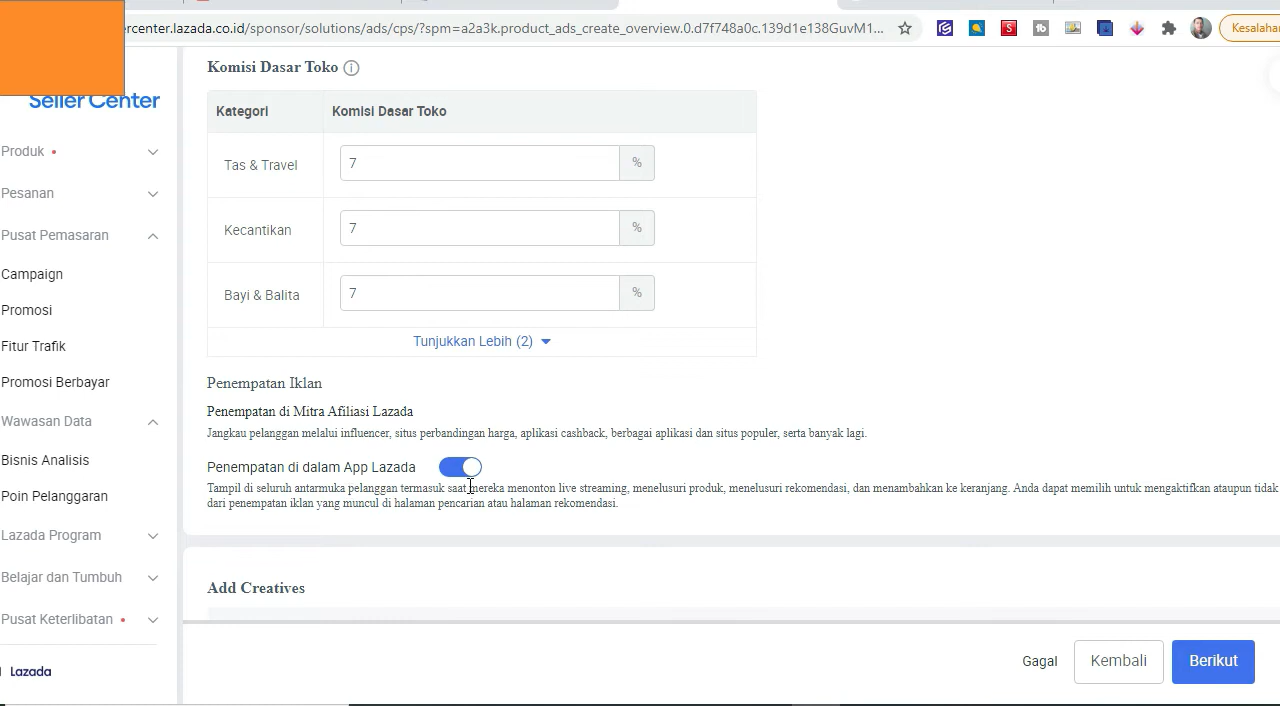 ercenter.lazada.co.id/sponsor/solutions/ads/cps/?spm=a2a3k.product_ad_create_overview.0.d7f748a0c.139d1e138GuvM1...
Kesalahan
Seller Center
Produk
Pesanan
Pusat Pemasaran
Campaign
Promosi
Fitur Trafik
Promosi Berbayar
Wawasan Data
Bisnis Analisis
Poin Pelanggaran
Lazada Program
Belajar dan Tumbuh
Pusat Keterlibatan
Lazada
Komisi Dasar Toko
Kategori Komisi Dasar Toko
Tas & Travel 7 %
Kecantikan 7 %
Bayi & Balita 7 %
Tunjukkan Lebih (2)
Penempatan Iklan
Penempatan di Mitra Afiliasi Lazada
Jangkau pelanggan melalui influencer, situs perbandingan harga, aplikasi cashback, berbagai aplikasi dan situs populer, serta banyak lagi.
Penempatan di dalam App Lazada
Tampil di seluruh antarmuka pelanggan termasuk saat mereka menonton live streaming, menelusuri produk, menelusuri rekomendasi, dan menambahkan ke keranjang. Anda dapat memilih untuk mengaktifkan ataupun tidak
dari penempatan iklan yang muncul di halaman pencarian atau halaman rekomendasi.
Add Creatives
Gagal Kembali Berikut